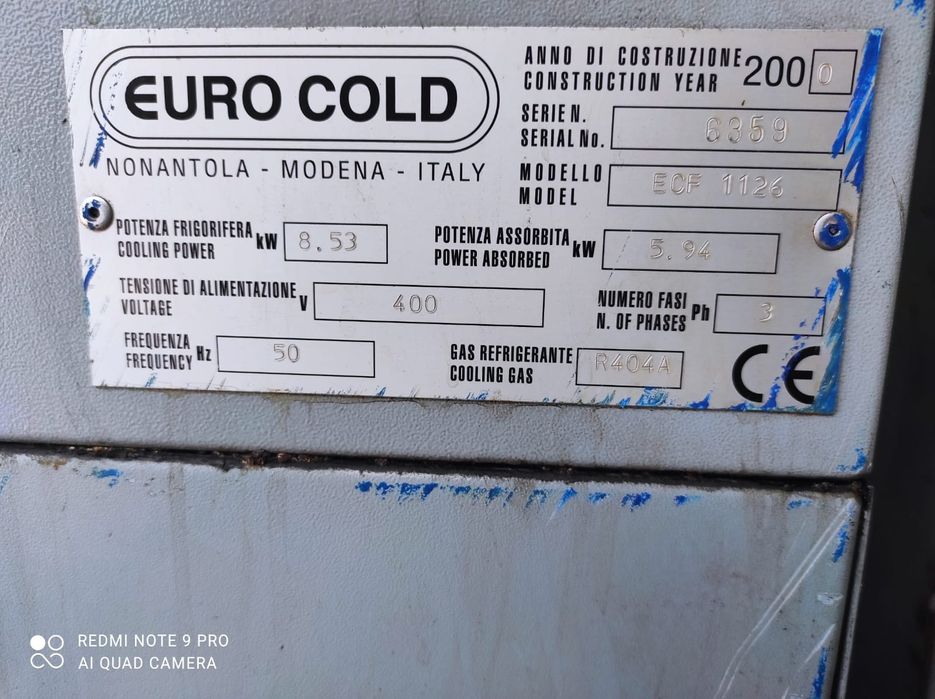 EURO COLD
NONANTOLA - MODENA - ITALY
ANNO DI COSTRUZIONE
CONSTRUCTION YEAR 2000
SERIE N.
SERIAL No. 6359
MODELLO
MODEL ECF 1126
POTENZA FRIGORIFERA
COOLING POWER kW 8.53
POTENZA ASSORBITA
POWER ABSORBED kW 5.94
TENSIONE DI ALIMENTAZIONE
VOLTAGE V 400
NUMERO FASI
N. OF PHASES Ph 3
FREQUENZA
FREQUENCY Hz 50
GAS REFRIGERANTE
COOLING GAS R404A
CE
REDMI NOTE 9 PRO
AI QUAD CAMERA